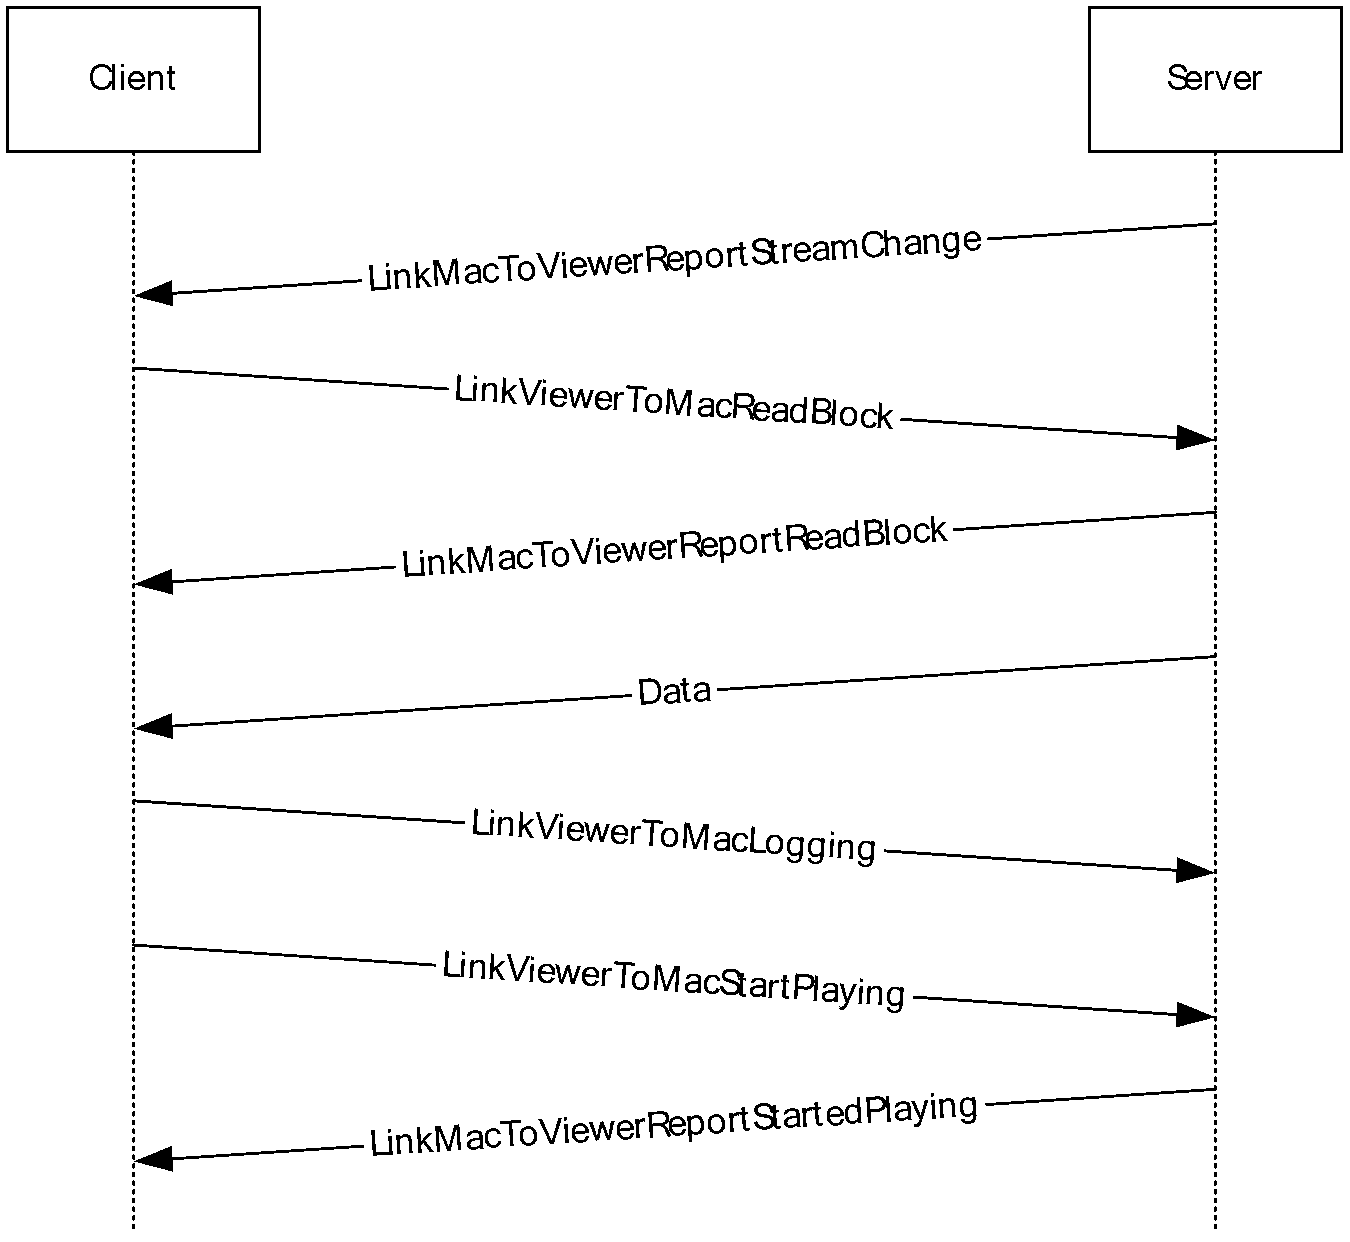 Client
Server
LinkMacToViewerReportStreamChange
LinkViewerToMacReadBlock
LinkMacToViewerReportReadBlock
Data
LinkViewerToMacLogging
LinkViewerToMacStartPlaying
LinkMacToViewerReportStartedPlaying